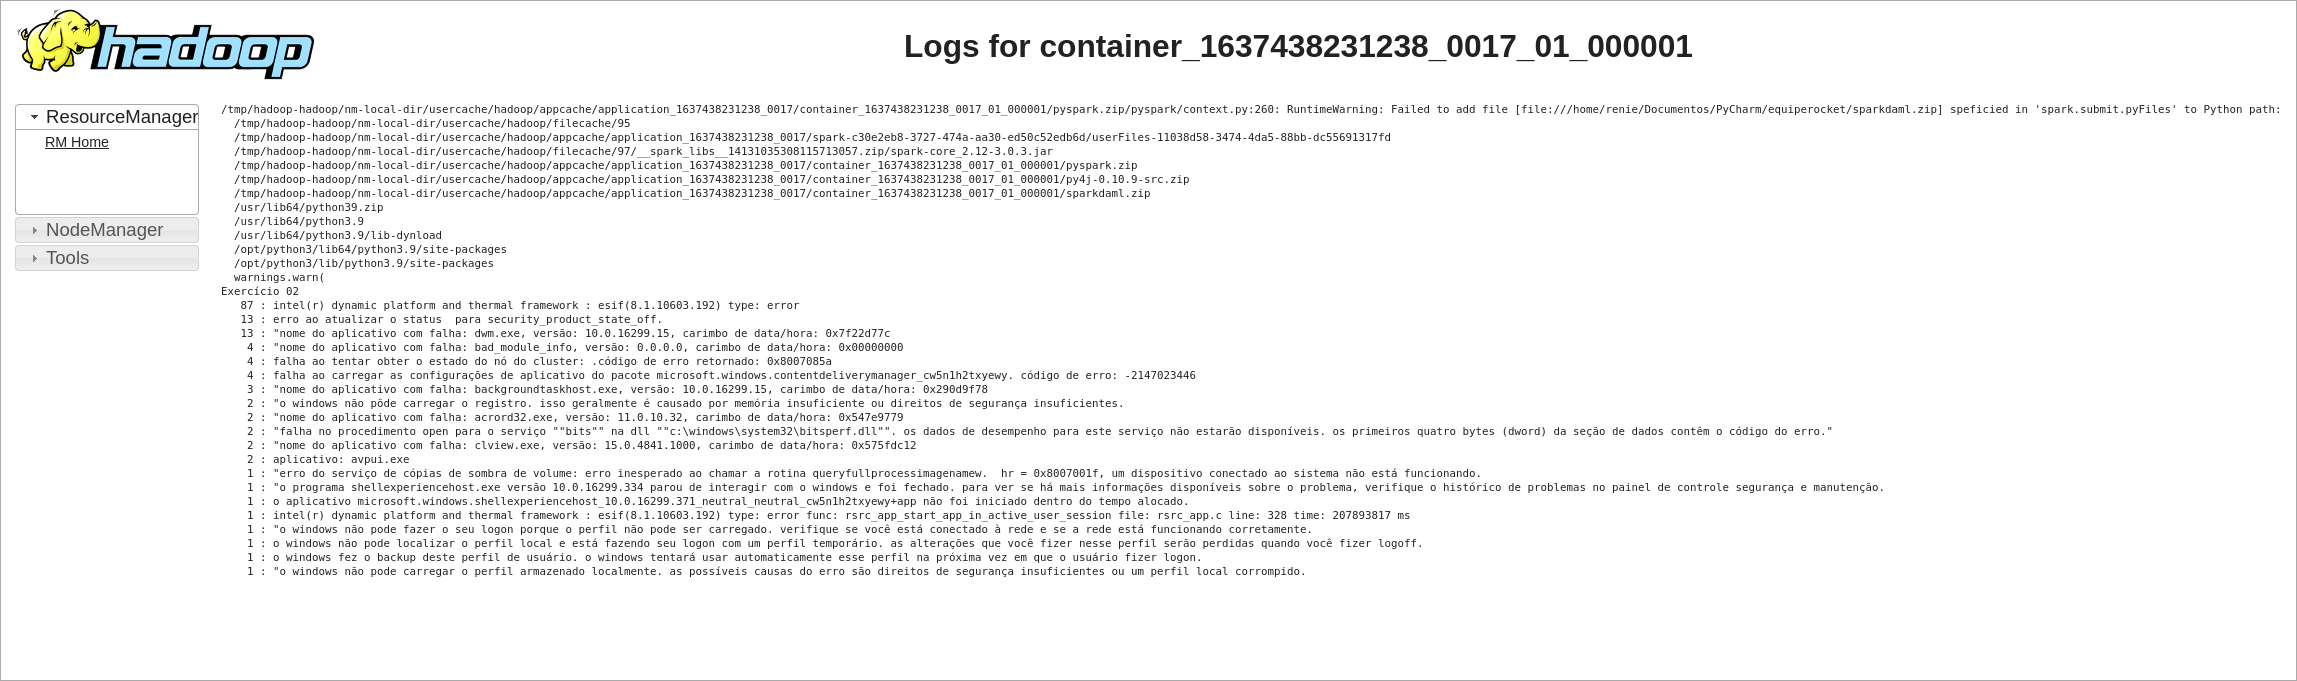 hadoop
Logs for container_1637438231238_0017_01_000001
ResourceManager
RM Home
NodeManager
Tools
/tmp/hadoop-hadoop/nm-local-dir/usercache/hadoop/appcache/application_1637438231238_0017/container_1637438231238_0017_01_000001/pyspark.zip/pyspark/context.py:260: RuntimeWarning: Failed to add file [file:///home/renie/Documentos/PyCharm/equiperocket/sparkdaml.zip] speficied in 'spark.submit.pyFiles' to Python path:
  /tmp/hadoop-hadoop/nm-local-dir/usercache/hadoop/filecache/95
  /tmp/hadoop-hadoop/nm-local-dir/usercache/hadoop/appcache/application_1637438231238_0017/spark-c30e2eb8-3727-474a-aa30-ed50c52edb6d/userFiles-11038d58-3474-4da5-88bb-dc55691317fd
  /tmp/hadoop-hadoop/nm-local-dir/usercache/hadoop/filecache/97/__spark_libs__14131035308115713057.zip/spark-core_2.12-3.0.3.jar
  /tmp/hadoop-hadoop/nm-local-dir/usercache/hadoop/appcache/application_1637438231238_0017/container_1637438231238_0017_01_000001/pyspark.zip
  /tmp/hadoop-hadoop/nm-local-dir/usercache/hadoop/appcache/application_1637438231238_0017/container_1637438231238_0017_01_000001/py4j-0.10.9-src.zip
  /tmp/hadoop-hadoop/nm-local-dir/usercache/hadoop/appcache/application_1637438231238_0017/container_1637438231238_0017_01_000001/sparkdaml.zip
  /usr/lib64/python39.zip
  /usr/lib64/python3.9
  /usr/lib64/python3.9/lib-dynload
  /opt/python3/lib64/python3.9/site-packages
  /opt/python3/lib/python3.9/site-packages
  warnings.warn(
Exercício 02
   87 : intel(r) dynamic platform and thermal framework : esif(8.1.10603.192) type: error
   13 : erro ao atualizar o status  para security_product_state_off.
   13 : "nome do aplicativo com falha: dwm.exe, versão: 10.0.16299.15, carimbo de data/hora: 0x7f22d77c
    4 : "nome do aplicativo com falha: bad_module_info, versão: 0.0.0.0, carimbo de data/hora: 0x00000000
    4 : falha ao tentar obter o estado do nó do cluster: .código de erro retornado: 0x8007085a
    4 : falha ao carregar as configurações de aplicativo do pacote microsoft.windows.contentdeliverymanager_cw5n1h2txyewy. código de erro: -2147023446
    3 : "nome do aplicativo com falha: backgroundtaskhost.exe, versão: 10.0.16299.15, carimbo de data/hora: 0x290d9f78
    2 : "o windows não pôde carregar o registro. isso geralmente é causado por memória insuficiente ou direitos de segurança insuficientes.
    2 : "nome do aplicativo com falha: acrord32.exe, versão: 11.0.10.32, carimbo de data/hora: 0x547e9779
    2 : "falha no procedimento open para o serviço ""bits"" na dll ""c:\windows\system32\bitsperf.dll"". os dados de desempenho para este serviço não estarão disponíveis. os primeiros quatro bytes (dword) da seção de dados contêm o código do erro."
    2 : "nome do aplicativo com falha: clview.exe, versão: 15.0.4841.1000, carimbo de data/hora: 0x575fdc12
    2 : aplicativo: avpui.exe
    1 : "erro do serviço de cópias de sombra de volume: erro inesperado ao chamar a rotina queryfullprocessimagenamew.  hr = 0x8007001f, um dispositivo conectado ao sistema não está funcionando.
    1 : "o programa shellexperiencehost.exe versão 10.0.16299.334 parou de interagir com o windows e foi fechado. para ver se há mais informações disponíveis sobre o problema, verifique o histórico de problemas no painel de controle segurança e manutenção.
    1 : o aplicativo microsoft.windows.shellexperiencehost_10.0.16299.371_neutral_neutral_cw5n1h2txyewy+app não foi iniciado dentro do tempo alocado.
    1 : intel(r) dynamic platform and thermal framework : esif(8.1.10603.192) type: error func: rsrc_app_start_app_in_active_user_session file: rsrc_app.c line: 328 time: 207893817 ms
    1 : "o windows não pode fazer o seu logon porque o perfil não pode ser carregado. verifique se você está conectado à rede e se a rede está funcionando corretamente.
    1 : o windows não pode localizar o perfil local e está fazendo seu logon com um perfil temporário. as alterações que você fizer nesse perfil serão perdidas quando você fizer logoff.
    1 : o windows fez o backup deste perfil de usuário. o windows tentará usar automaticamente esse perfil na próxima vez em que o usuário fizer logon.
    1 : "o windows não pode carregar o perfil armazenado localmente. as possíveis causas do erro são direitos de segurança insuficientes ou um perfil local corrompido.